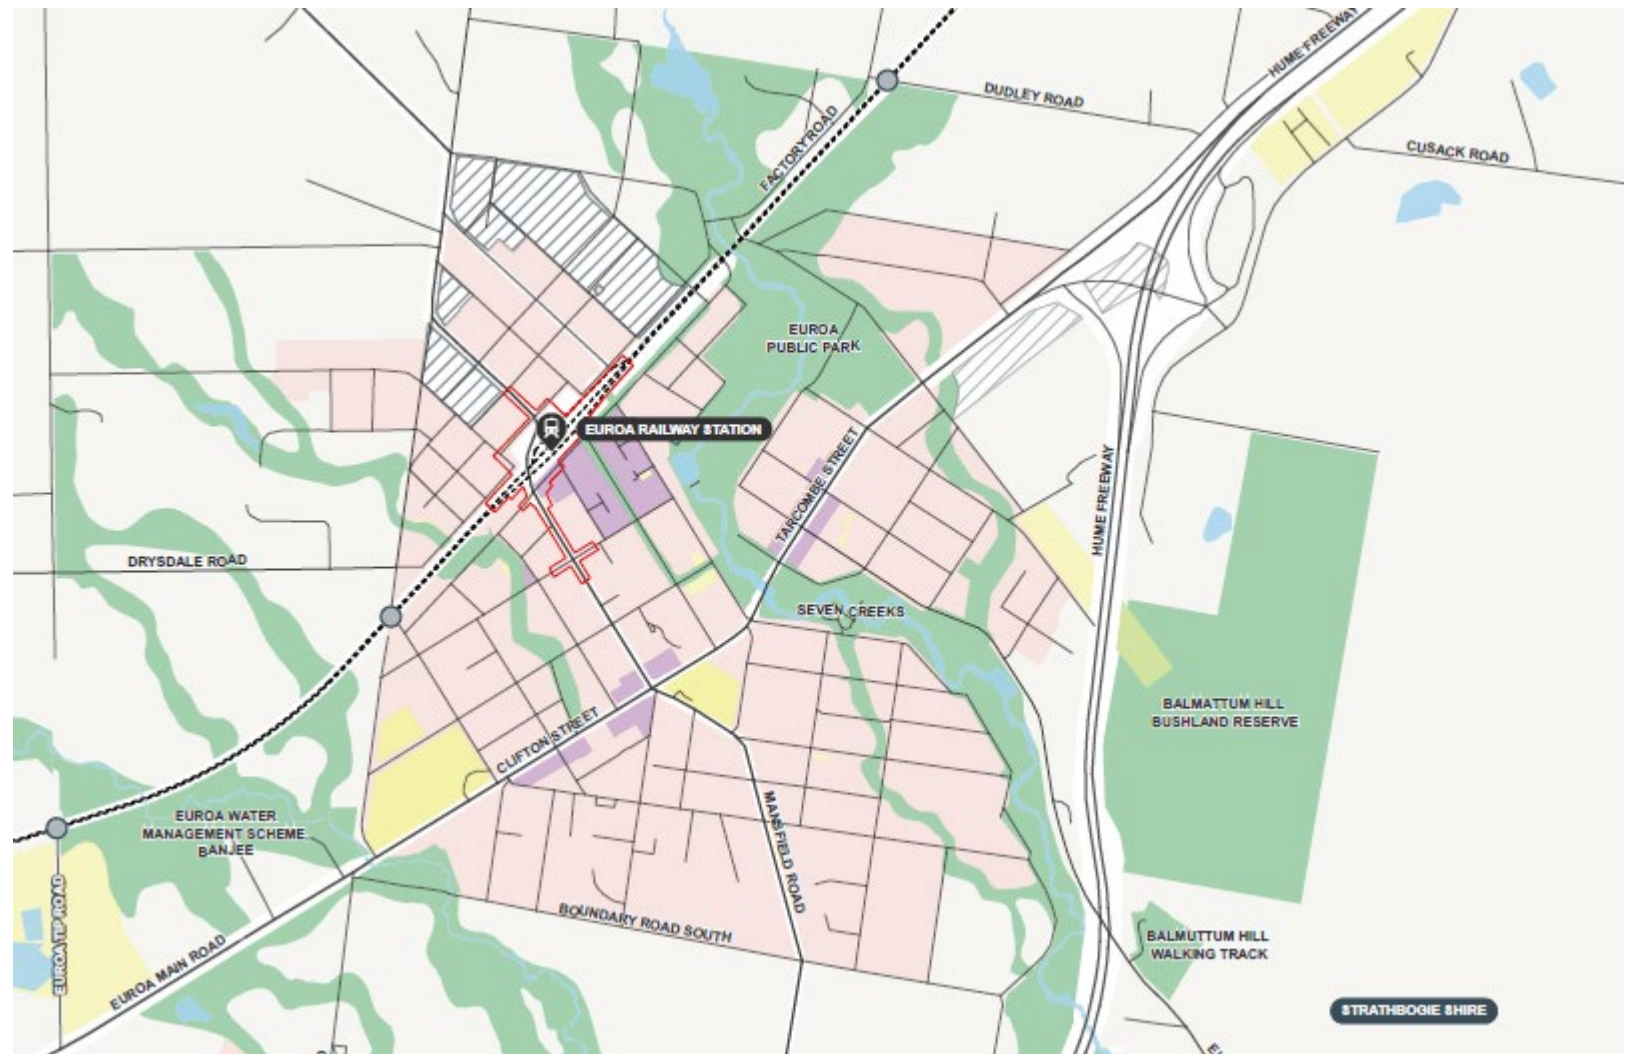 HUME FREEWAY
DUDLEY ROAD
FACTORY ROAD
CUSACK ROAD
EUROA
PUBLIC PARK
EUROA RAILWAY STATION
TARCOMBE STREET
HUME FREEWAY
DRYSDALE ROAD
SEVEN CREEKS
BALMATTUM HILL
BUSHLAND RESERVE
CLIFTON STREET
EUROA WATER
MANAGEMENT SCHEME
BANJEE
MANSFIELD ROAD
EUROA TIP ROAD
BOUNDARY ROAD SOUTH
EUROA MAIN ROAD
BALMUTTUM HILL
WALKING TRACK
STRATHBOGIE SHIRE